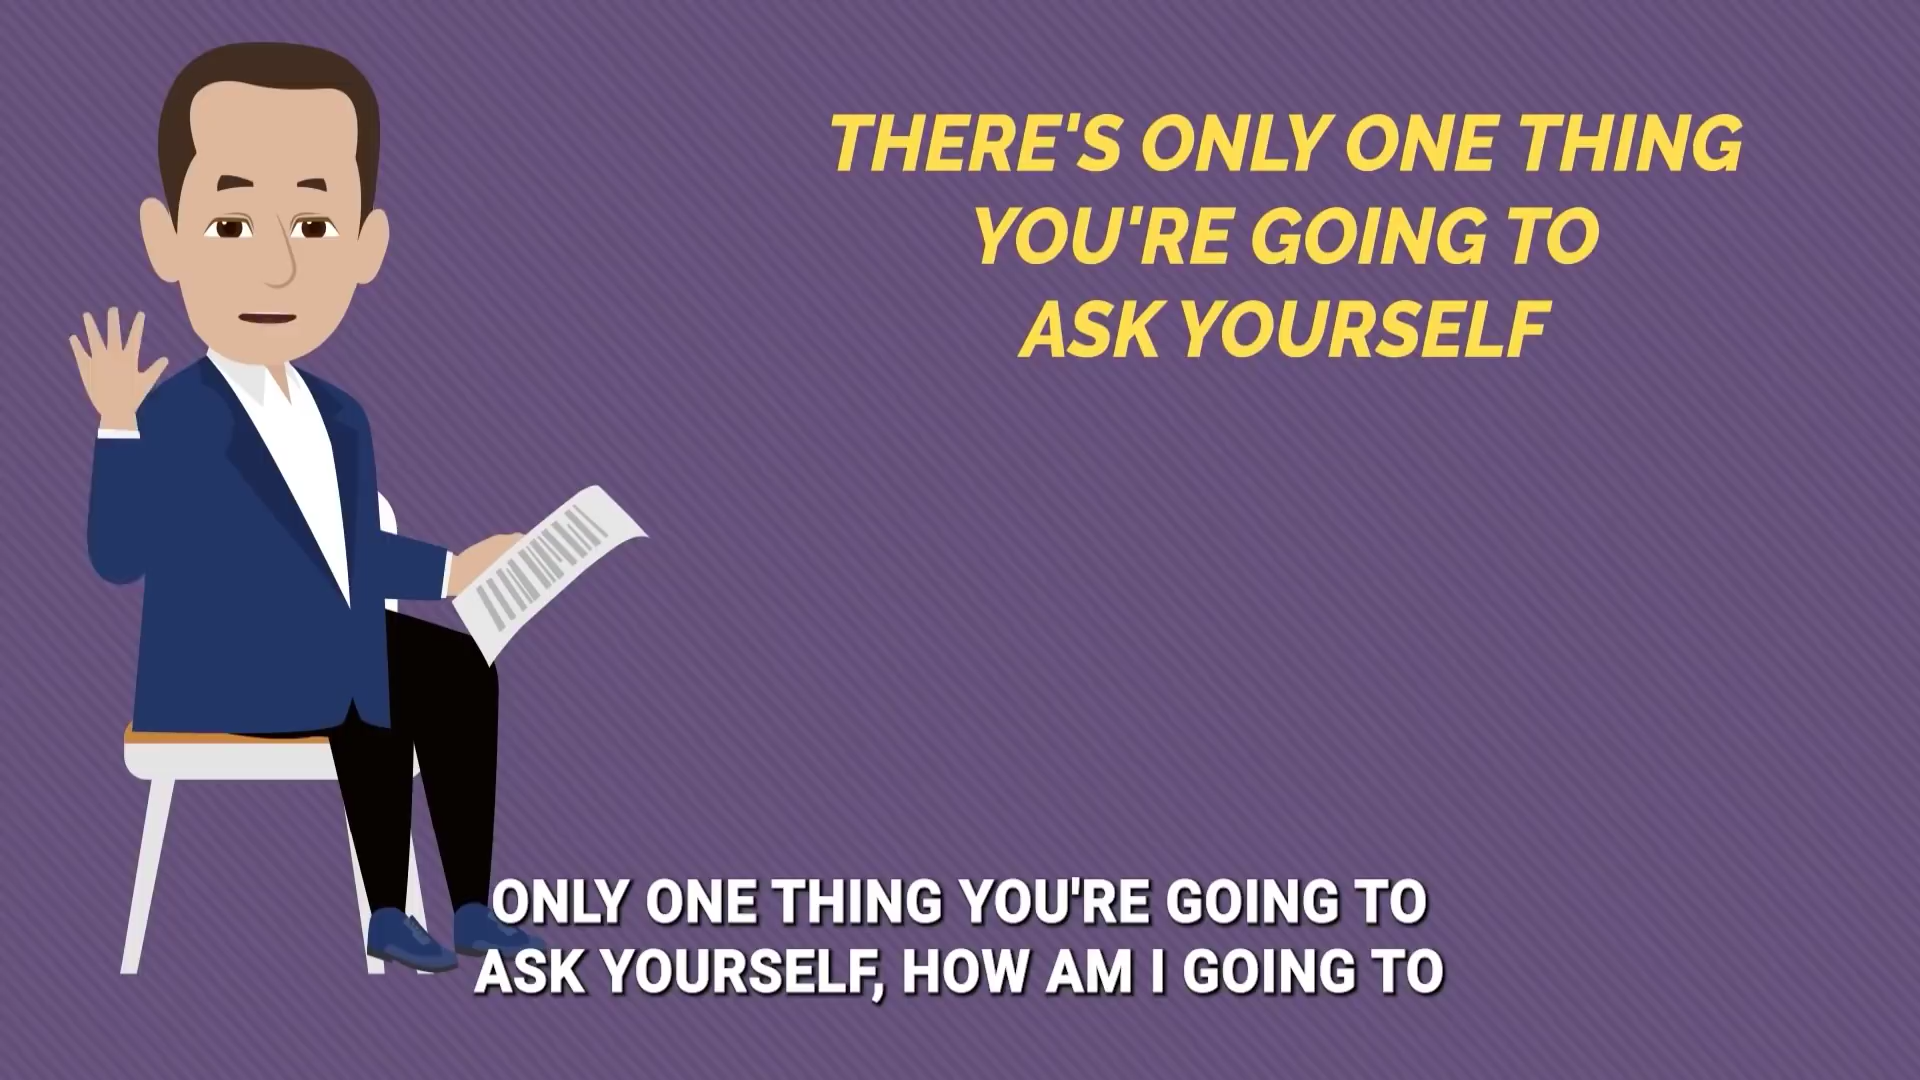 THERE'S ONLY ONE THING
YOU'RE GOING TO
ASK YOURSELF
ONLY ONE THING YOU'RE GOING TO
ASK YOURSELF, HOW AM I GOING TO